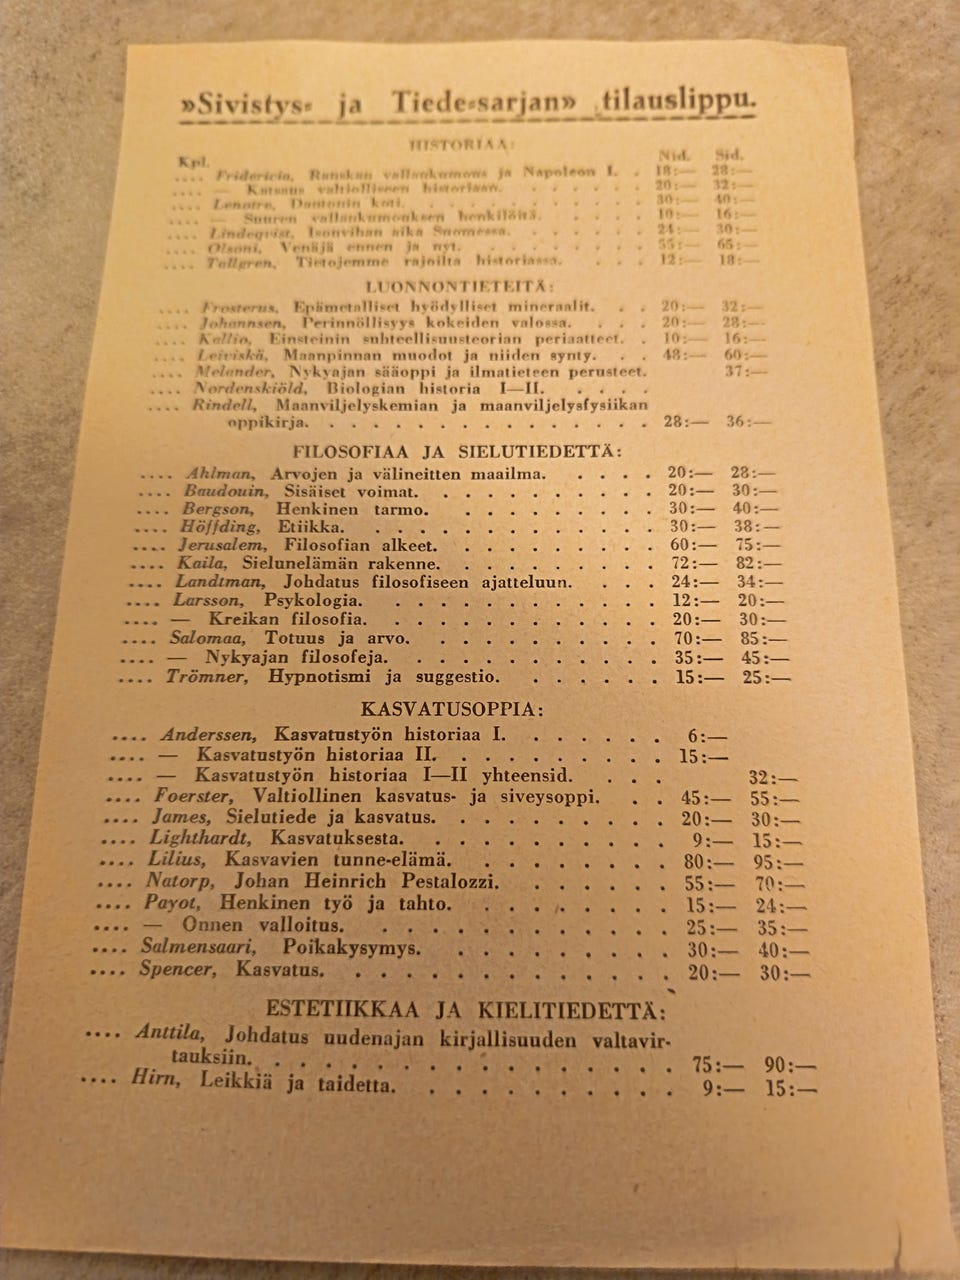 »Sivistys- ja Tiede-sarjan» tilauslippu.
HISTORIAA:
Kpl. Nid. Sid.
.... Fridericia, Ranskan vallankumous ja Napoleon I. . 18:— 28:—
.... — Katsaus valtiolliseen historiaan. . . . . . . 20:— 32:—
.... Lenotre, Dantonin koti. . . . . . . . . . 30:— 40:—
.... — Suuren vallankumouksen henkilöitä. . . . . 10:— 16:—
.... Lindeqvist, Isonvihan aika Suomessa. . . . . . . 24:— 30:—
.... Olsoni, Venäjä ennen ja nyt. . . . . . . . . 55:— 65:—
.... Tallgren, Tietojemme rajoilta historiassa. . . . 12:— 18:—
LUONNONTIETEITÄ:
.... Frosterus, Epämetalliset hyödylliset mineraalit. . . 20:— 32:—
.... Johannsen, Perinnöllisyys kokeiden valossa. . . . 20:— 28:—
.... Kallio, Einsteinin suhteellisuusteorian periaatteet. . 10:— 16:—
.... Leiviskä, Maanpinnan muodot ja niiden synty. . . 48:— 60:—
.... Melander, Nykyajan sääoppi ja ilmatieteen perusteet. 37:—
.... Nordenskiöld, Biologian historia I—II. . . . .
.... Rindell, Maanviljelyskemian ja maanviljelysfysiikan
oppikirja. . . . . . . . . . . . . . . . 28:— 36:—
FILOSOFIAA JA SIELUTIEDETTÄ:
.... Ahlman, Arvojen ja välineitten maailma. . . . . 20:— 28:—
.... Baudouin, Sisäiset voimat. . . . . . . . . . 20:— 30:—
.... Bergson, Henkinen tarmo. . . . . . . . . . 30:— 40:—
.... Höffding, Etiikka. . . . . . . . . . . . . 30:— 38:—
.... Jerusalem, Filosofian alkeet. . . . . . . . . 60:— 75:—
.... Kaila, Sielunelämän rakenne. . . . . . . . . 72:— 82:—
.... Landtman, Johdatus filosofiseen ajatteluun. . . . 24:— 34:—
.... Larsson, Psykologia. . . . . . . . . . . . 12:— 20:—
.... — Kreikan filosofia. . . . . . . . . . . . 20:— 30:—
.... Salomaa, Totuus ja arvo. . . . . . . . . . 70:— 85:—
.... — Nykyajan filosofeja. . . . . . . . . . . 35:— 45:—
.... Trömner, Hypnotismi ja suggestio. . . . . . . 15:— 25:—
KASVATUSOPPIA:
.... Anderssen, Kasvatustyön historiaa I. . . . . . . 6:—
.... — Kasvatustyön historiaa II. . . . . . . . . 15:—
.... — Kasvatustyön historiaa I—II yhteensid. . . . 32:—
.... Foerster, Valtiollinen kasvatus- ja siveysoppi. . . 45:— 55:—
.... James, Sielutiede ja kasvatus. . . . . . . . . 20:— 30:—
.... Lighthardt, Kasvatuksesta. . . . . . . . . . 9:— 15:—
.... Lilius, Kasvavien tunne-elämä. . . . . . . . 80:— 95:—
.... Natorp, Johan Heinrich Pestalozzi. . . . . . . 55:— 70:—
.... Payot, Henkinen työ ja tahto. . . . . . . . . 15:— 24:—
.... — Onnen valloitus. . . . . . . . . . . . 25:— 35:—
.... Salmensaari, Poikakysymys. . . . . . . . . . 30:— 40:—
.... Spencer, Kasvatus. . . . . . . . . . . . . 20:— 30:—
ESTETIIKKAA JA KIELITIEDETTÄ:
.... Anttila, Johdatus uudenajan kirjallisuuden valtavir-
tauksiin. . . . . . . . . . . . . . . . . 75:— 90:—
.... Hirn, Leikkiä ja taidetta. . . . . . . . . . . 9:— 15:—